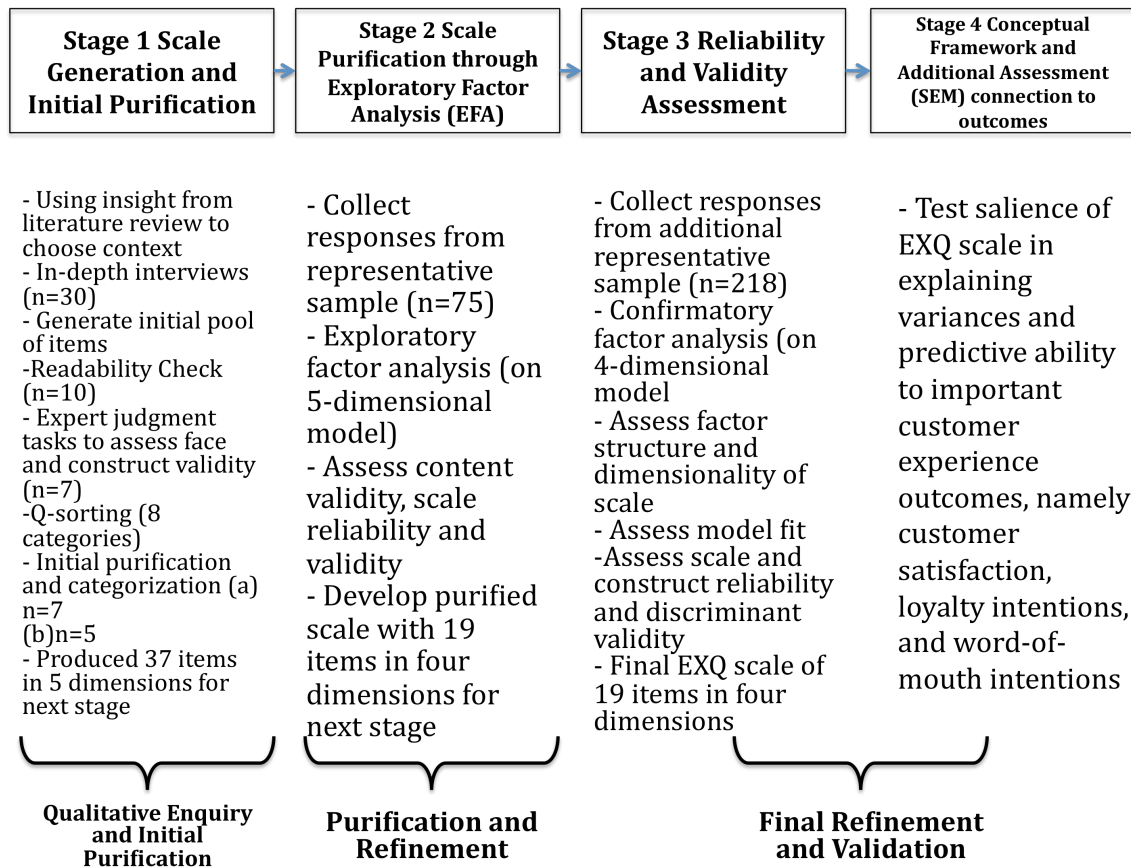 Stage 1 Scale
Generation and
Initial Purification
Stage 2 Scale
Purification through
Exploratory Factor
Analysis (EFA)
Stage 3 Reliability
and Validity
Assessment
Stage 4 Conceptual
Framework and
Additional Assessment
(SEM) connection to
outcomes
- Using insight from
literature review to
choose context
- In-depth interviews
(n=30)
- Generate initial pool
of items
-Readability Check
(n=10)
- Expert judgment
tasks to assess face
and construct validity
(n=7)
-Q-sorting (8
categories)
- Initial purification
and categorization (a)
n=7
(b)n=5
- Produced 37 items
in 5 dimensions for
next stage
- Collect
responses from
representative
sample (n=75)
- Exploratory
factor analysis (on
5-dimensional
model)
- Assess content
validity, scale
reliability and
validity
- Develop purified
scale with 19
items in four
dimensions for
next stage
- Collect responses
from additional
representative
sample (n=218)
- Confirmatory
factor analysis (on
4-dimensional
model
- Assess factor
structure and
dimensionality of
scale
- Assess model fit
-Assess scale and
construct reliability
and discriminant
validity
- Final EXQ scale of
19 items in four
dimensions
- Test salience of
EXQ scale in
explaining
variances and
predictive ability
to important
customer
experience
outcomes, namely
customer
satisfaction,
loyalty intentions,
and word-of-
mouth intentions
Qualitative Enquiry
and Initial
Purification
Purification and
Refinement
Final Refinement
and Validation